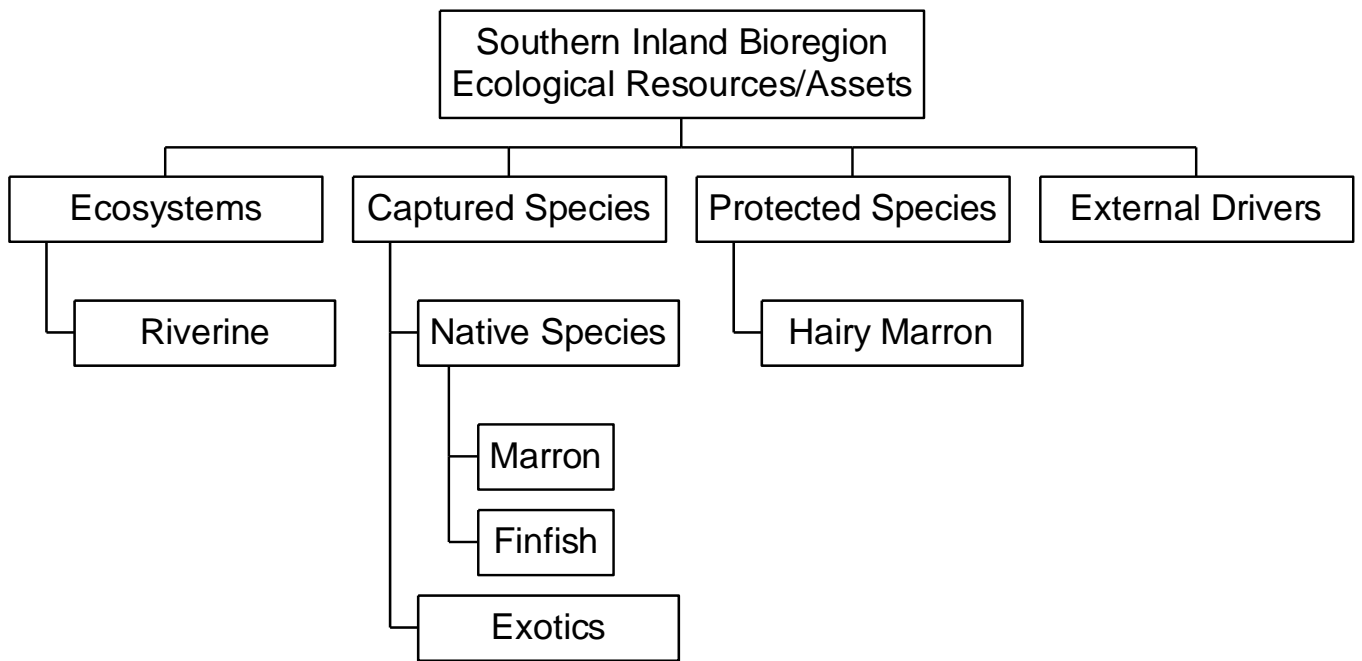 Southern Inland Bioregion
Ecological Resources/Assets
Ecosystems
Captured Species
Protected Species
External Drivers
Riverine
Native Species
Hairy Marron
Marron
Finfish
Exotics